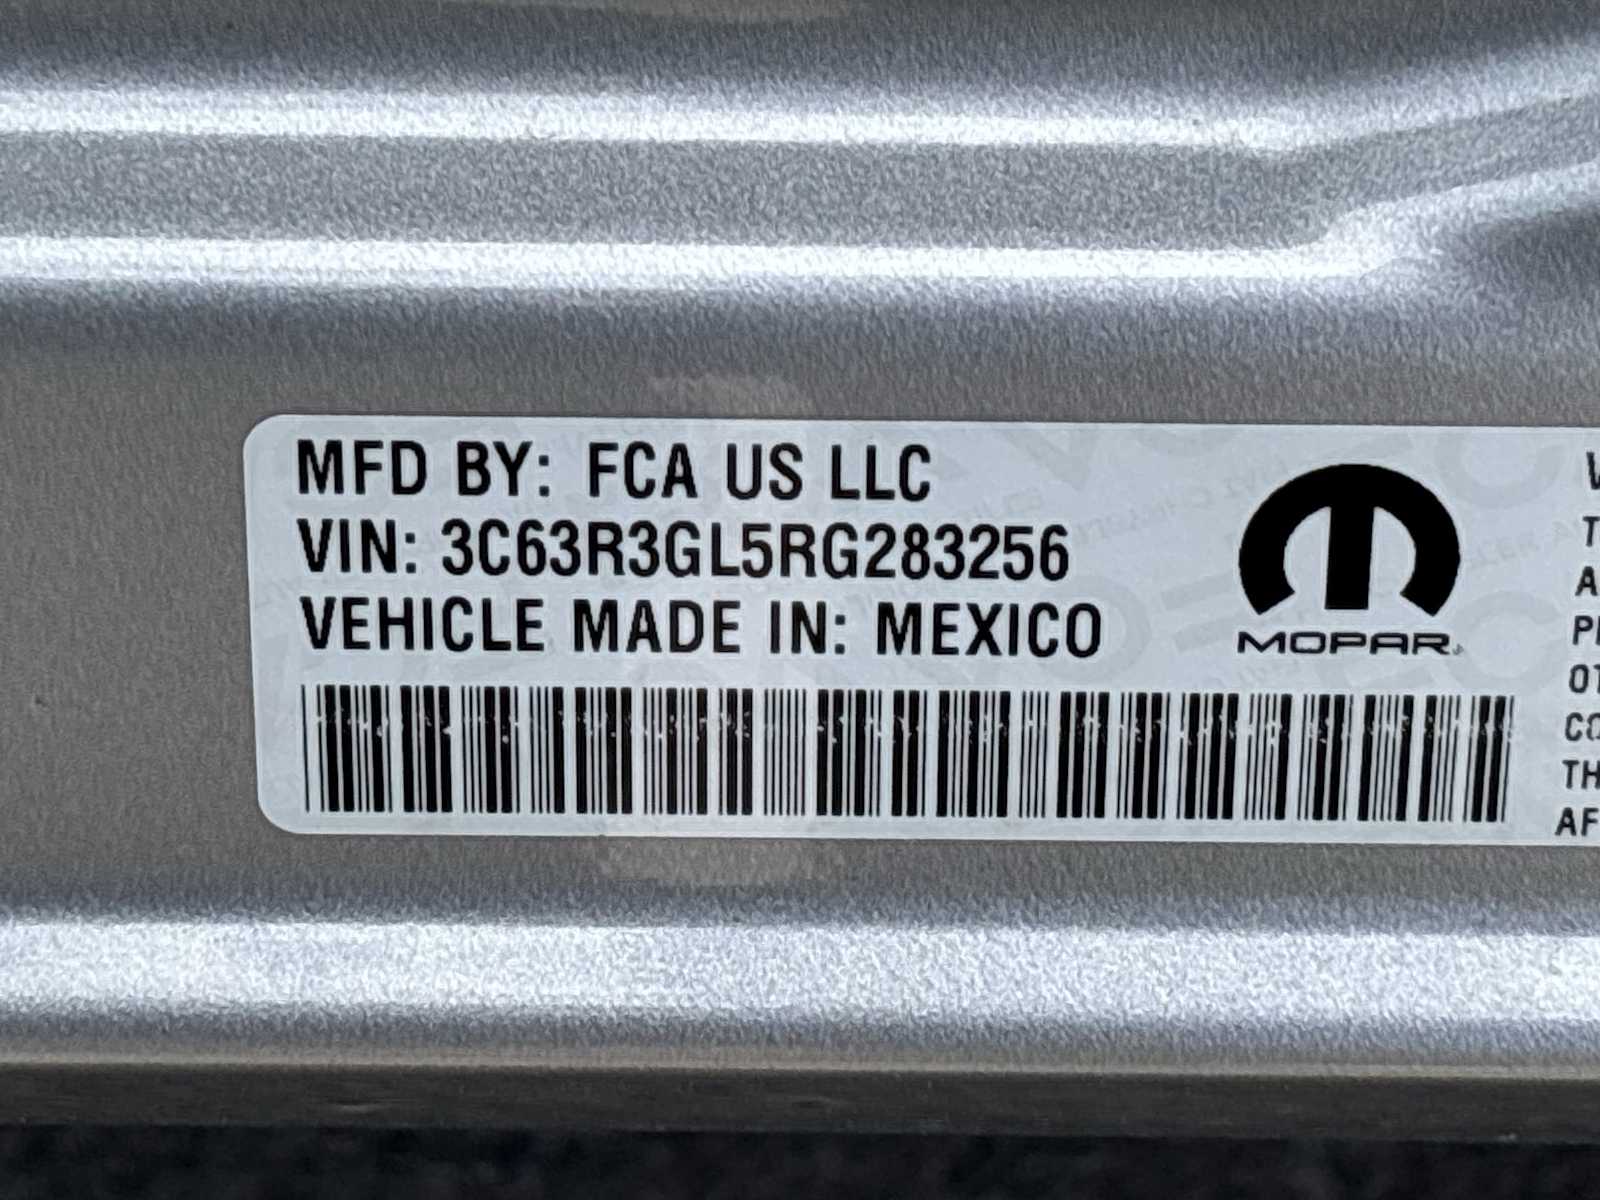 MFD BY: FCA US LLC
VIN: 3C63R3GL5RG283256
VEHICLE MADE IN: MEXICO
MOPAR